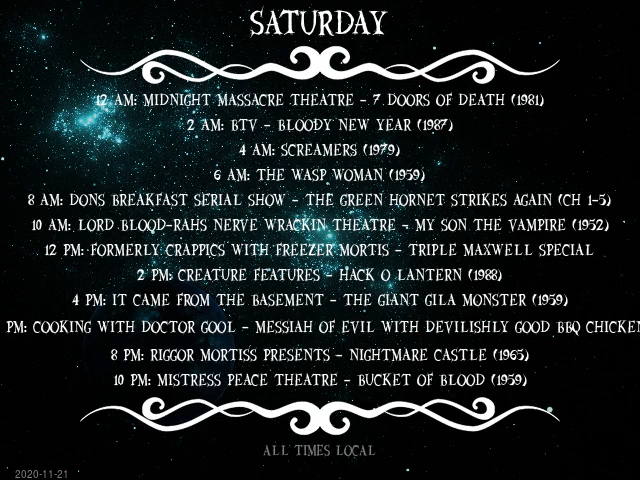 SATURDAY
12 AM: MIDNIGHT MASSACRE THEATRE - 7 DOORS OF DEATH (1981)
2 AM: BTV - BLOODY NEW YEAR (1987)
4 AM: SCREAMERS (1979)
6 AM: THE WASP WOMAN (1959)
8 AM: DONS BREAKFAST SERIAL SHOW - THE GREEN HORNET STRIKES AGAIN (CH 1-5)
10 AM: LORD BLOOD-RAHS NERVE WRACKIN THEATRE - MY SON THE VAMPIRE (1952)
12 PM: FORMERLY CRAPPICS WITH FREEZER MORTIS - TRIPLE MAXWELL SPECIAL
2 PM: CREATURE FEATURES - HACK O LANTERN (1988)
4 PM: IT CAME FROM THE BASEMENT - THE GIANT GILA MONSTER (1959)
PM: COOKING WITH DOCTOR GOOL - MESSIAH OF EVIL WITH DEVILISHLY GOOD BBQ CHICKEN
8 PM: RIGGOR MORTISS PRESENTS - NIGHTMARE CASTLE (1965)
10 PM: MISTRESS PEACE THEATRE - BUCKET OF BLOOD (1959)
ALL TIMES LOCAL
2020-11-21